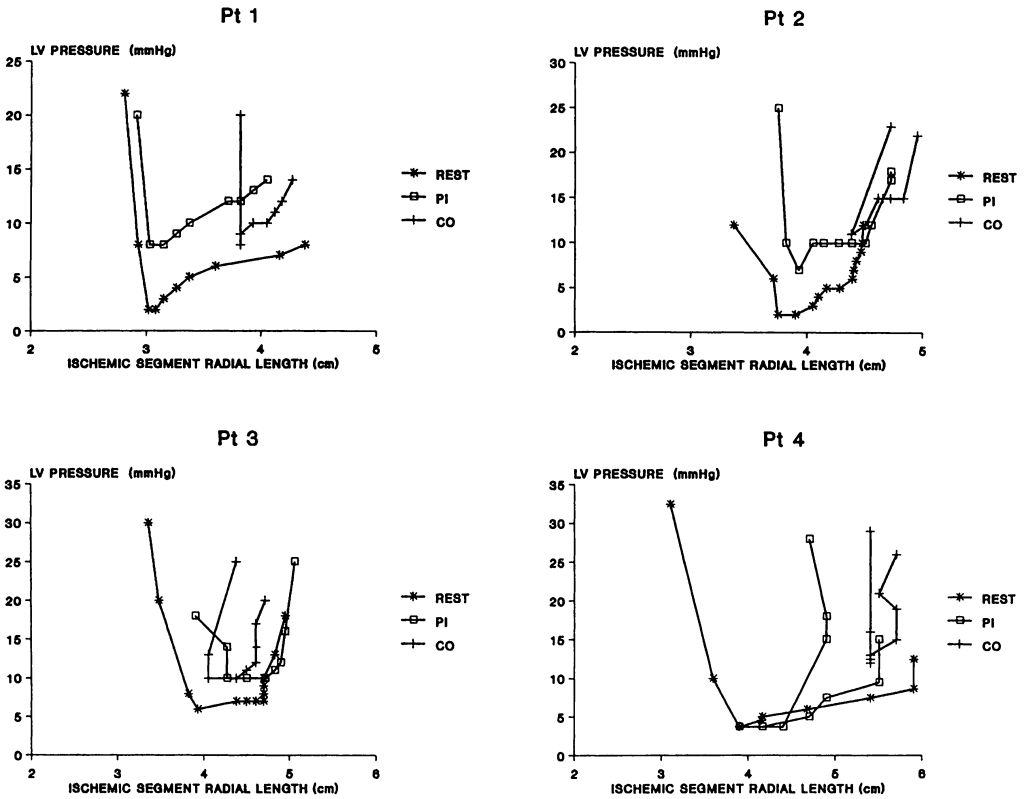 Pt 1
LV PRESSURE (mmHg)
25
20
15
10
5
0
2 3 4 5
ISCHEMIC SEGMENT RADIAL LENGTH (cm)
REST
PI
CO
Pt 2
LV PRESSURE (mmHg)
30
25
20
15
10
5
0
2 3 4 5
ISCHEMIC SEGMENT RADIAL LENGTH (cm)
REST
PI
CO
Pt 3
LV PRESSURE (mmHg)
35
30
25
20
15
10
5
0
2 3 4 5 6
ISCHEMIC SEGMENT RADIAL LENGTH (cm)
REST
PI
CO
Pt 4
LV PRESSURE (mmHg)
35
30
25
20
15
10
5
0
2 3 4 5 6
ISCHEMIC SEGMENT RADIAL LENGTH (cm)
REST
PI
CO